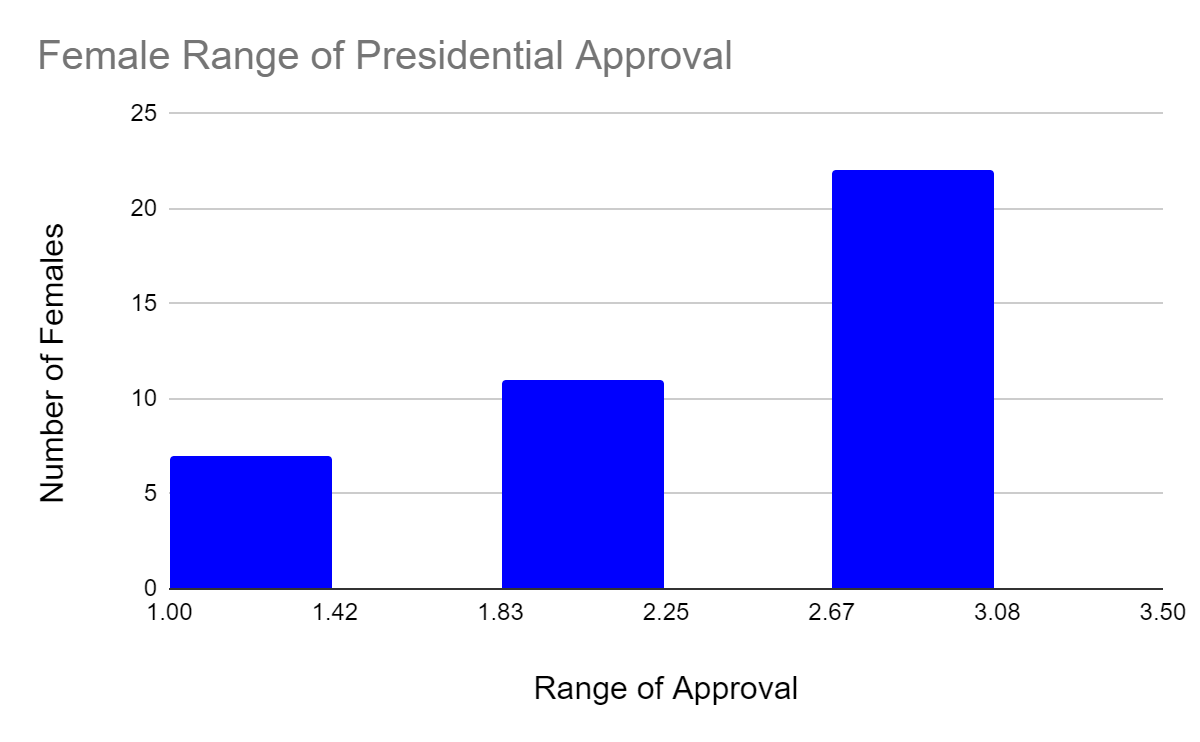 Female Range of Presidential Approval
25
20
15
10
5
0
Number of Females
1.00 1.42 1.83 2.25 2.67 3.08 3.50
Range of Approval